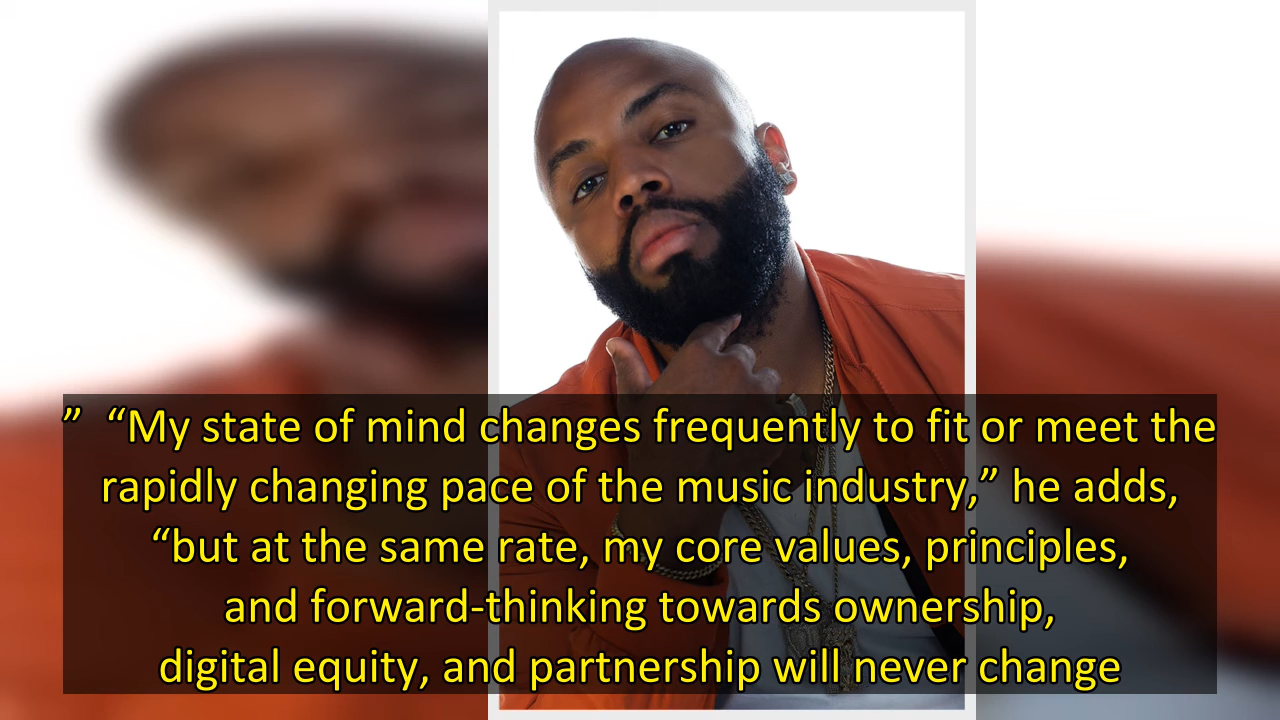 ”  “My state of mind changes frequently to fit or meet the
rapidly changing pace of the music industry,” he adds,
“but at the same rate, my core values, principles,
and forward-thinking towards ownership,
digital equity, and partnership will never change